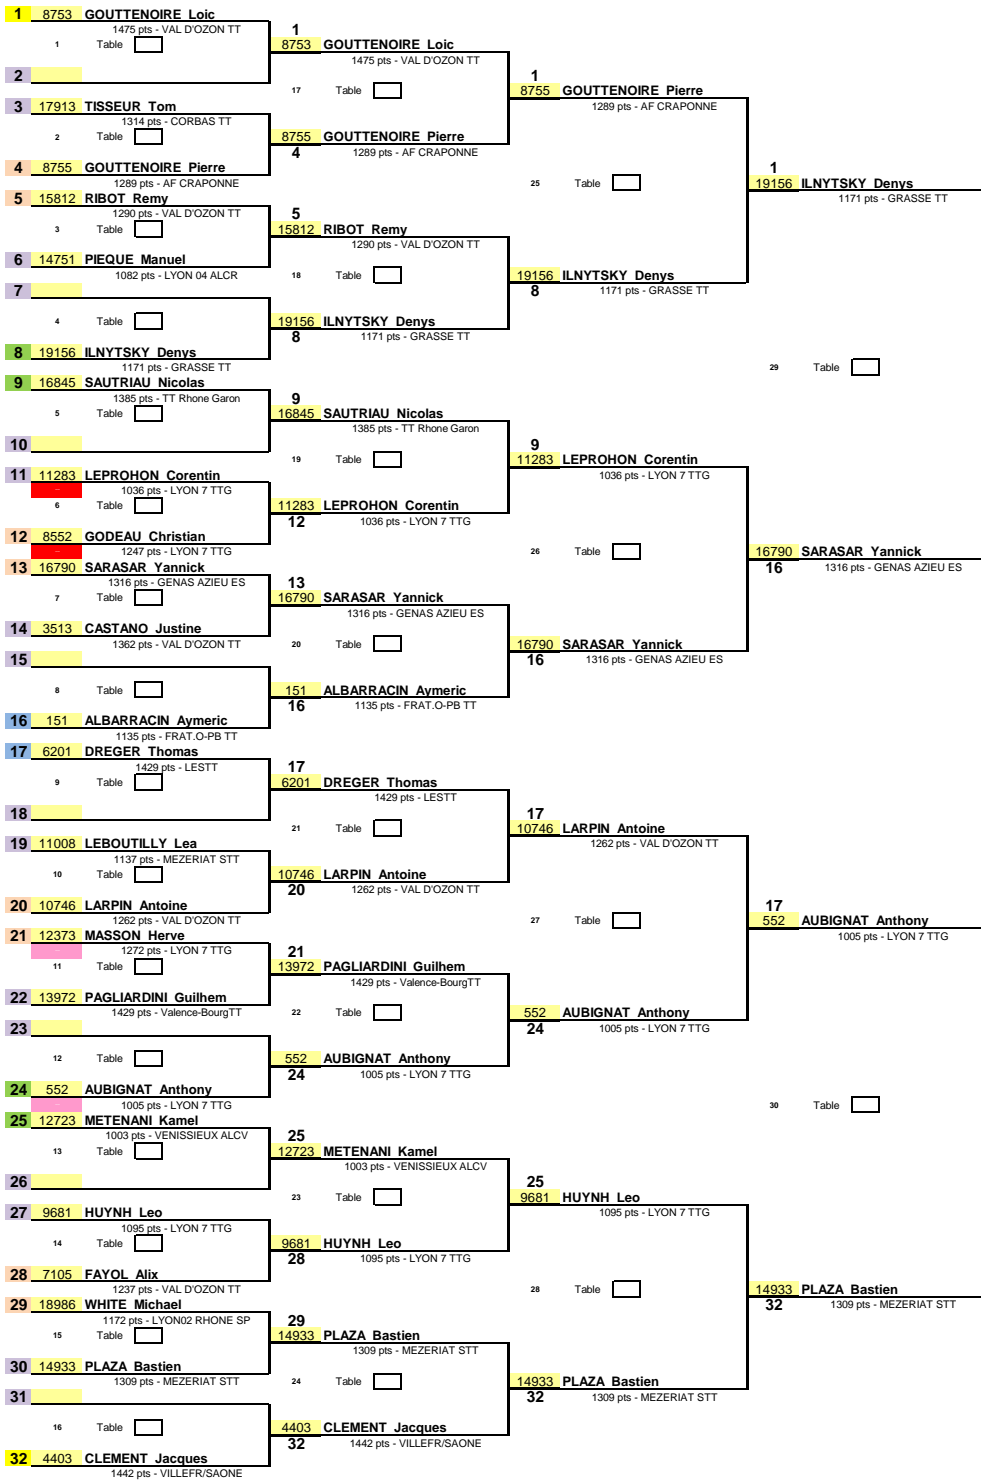 1 8753 GOUTTENOIRE Loic
1475 pts - VAL D'OZON TT
1 Table
2
3 17913 TISSEUR Tom
1314 pts - CORBAS TT
2 Table
4 8755 GOUTTENOIRE Pierre
1289 pts - AF CRAPONNE
5 15812 RIBOT Remy
1290 pts - VAL D'OZON TT
3 Table
6 14751 PIEQUE Manuel
1082 pts - LYON 04 ALCR
7
4 Table
8 19156 ILNYTSKY Denys
1171 pts - GRASSE TT
9 16845 SAUTRIAU Nicolas
1385 pts - TT Rhone Garon
5 Table
10
11 11283 LEPROHON Corentin
1036 pts - LYON 7 TTG
6 Table
12 8552 GODEAU Christian
1247 pts - LYON 7 TTG
13 16790 SARASAR Yannick
1316 pts - GENAS AZIEU ES
7 Table
14 3513 CASTANO Justine
1362 pts - VAL D'OZON TT
15
8 Table
16 151 ALBARRACIN Aymeric
1135 pts - FRAT.O-PB TT
17 6201 DREGER Thomas
1429 pts - LESTT
9 Table
18
19 11008 LEBOUTILLY Lea
1137 pts - MEZERIAT STT
10 Table
20 10746 LARPIN Antoine
1262 pts - VAL D'OZON TT
21 12373 MASSON Herve
1272 pts - LYON 7 TTG
11 Table
22 13972 PAGLIARDINI Guilhem
1429 pts - Valence-BourgTT
23
12 Table
24 552 AUBIGNAT Anthony
1005 pts - LYON 7 TTG
25 12723 METENANI Kamel
1003 pts - VENISSIEUX ALCV
13 Table
26
27 9681 HUYNH Leo
1095 pts - LYON 7 TTG
14 Table
28 7105 FAYOL Alix
1237 pts - VAL D'OZON TT
29 18986 WHITE Michael
1172 pts - LYON02 RHONE SP
15 Table
30 14933 PLAZA Bastien
1309 pts - MEZERIAT STT
31
16 Table
32 4403 CLEMENT Jacques
1442 pts - VILLEFR/SAONE
1
8753 GOUTTENOIRE Loic
1475 pts - VAL D'OZON TT
17 Table
8755 GOUTTENOIRE Pierre
4 1289 pts - AF CRAPONNE
5
15812 RIBOT Remy
1290 pts - VAL D'OZON TT
18 Table
19156 ILNYTSKY Denys
8 1171 pts - GRASSE TT
9
16845 SAUTRIAU Nicolas
1385 pts - TT Rhone Garon
19 Table
11283 LEPROHON Corentin
12 1036 pts - LYON 7 TTG
13
16790 SARASAR Yannick
1316 pts - GENAS AZIEU ES
20 Table
151 ALBARRACIN Aymeric
16 1135 pts - FRAT.O-PB TT
17
6201 DREGER Thomas
1429 pts - LESTT
21 Table
10746 LARPIN Antoine
20 1262 pts - VAL D'OZON TT
21
13972 PAGLIARDINI Guilhem
1429 pts - Valence-BourgTT
22 Table
552 AUBIGNAT Anthony
24 1005 pts - LYON 7 TTG
25
12723 METENANI Kamel
1003 pts - VENISSIEUX ALCV
23 Table
9681 HUYNH Leo
28 1095 pts - LYON 7 TTG
29
14933 PLAZA Bastien
1309 pts - MEZERIAT STT
24 Table
4403 CLEMENT Jacques
32 1442 pts - VILLEFR/SAONE
1
8755 GOUTTENOIRE Pierre
1289 pts - AF CRAPONNE
25 Table
19156 ILNYTSKY Denys
8 1171 pts - GRASSE TT
9
11283 LEPROHON Corentin
1036 pts - LYON 7 TTG
26 Table
16790 SARASAR Yannick
16 1316 pts - GENAS AZIEU ES
17
10746 LARPIN Antoine
1262 pts - VAL D'OZON TT
27 Table
552 AUBIGNAT Anthony
24 1005 pts - LYON 7 TTG
25
9681 HUYNH Leo
1095 pts - LYON 7 TTG
28 Table
14933 PLAZA Bastien
32 1309 pts - MEZERIAT STT
1
19156 ILNYTSKY Denys
1171 pts - GRASSE TT
29 Table
16790 SARASAR Yannick
16 1316 pts - GENAS AZIEU ES
17
552 AUBIGNAT Anthony
1005 pts - LYON 7 TTG
30 Table
14933 PLAZA Bastien
32 1309 pts - MEZERIAT STT